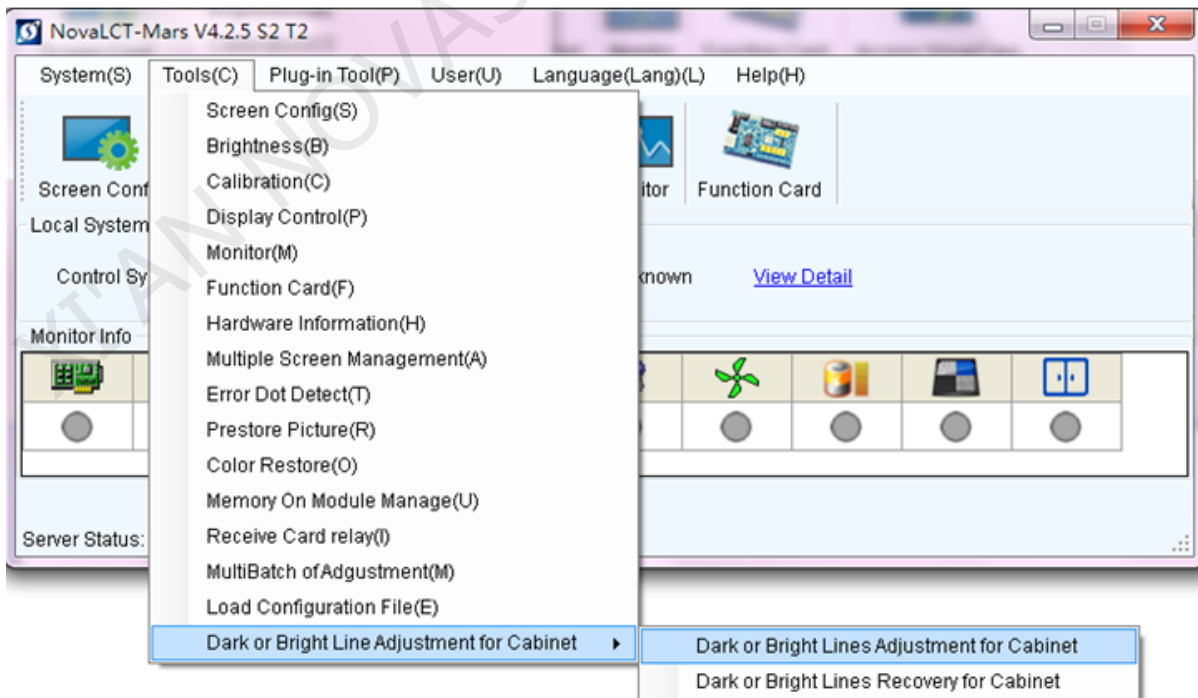 NovaLCT-Mars V4.2.5 S2 T2
System(S) Tools(C) Plug-in Tool(P) User(U) Language(Lang)(L) Help(H)
Screen Config(S)
Brightness(B)
Calibration(C)
Display Control(P)
Monitor(M)
Function Card(F)
Hardware Information(H)
Multiple Screen Management(A)
Error Dot Detect(T)
Prestore Picture(R)
Color Restore(O)
Memory On Module Manage(U)
Receive Card relay(I)
MultiBatch of Adgustment(M)
Load Configuration File(E)
Dark or Bright Line Adjustment for Cabinet
Dark or Bright Lines Adjustment for Cabinet
Dark or Bright Lines Recovery for Cabinet
Screen Conf
itor Function Card
Local System
Control Sy
known View Detail
Monitor Info
Server Status:
XI'AN NOVAS